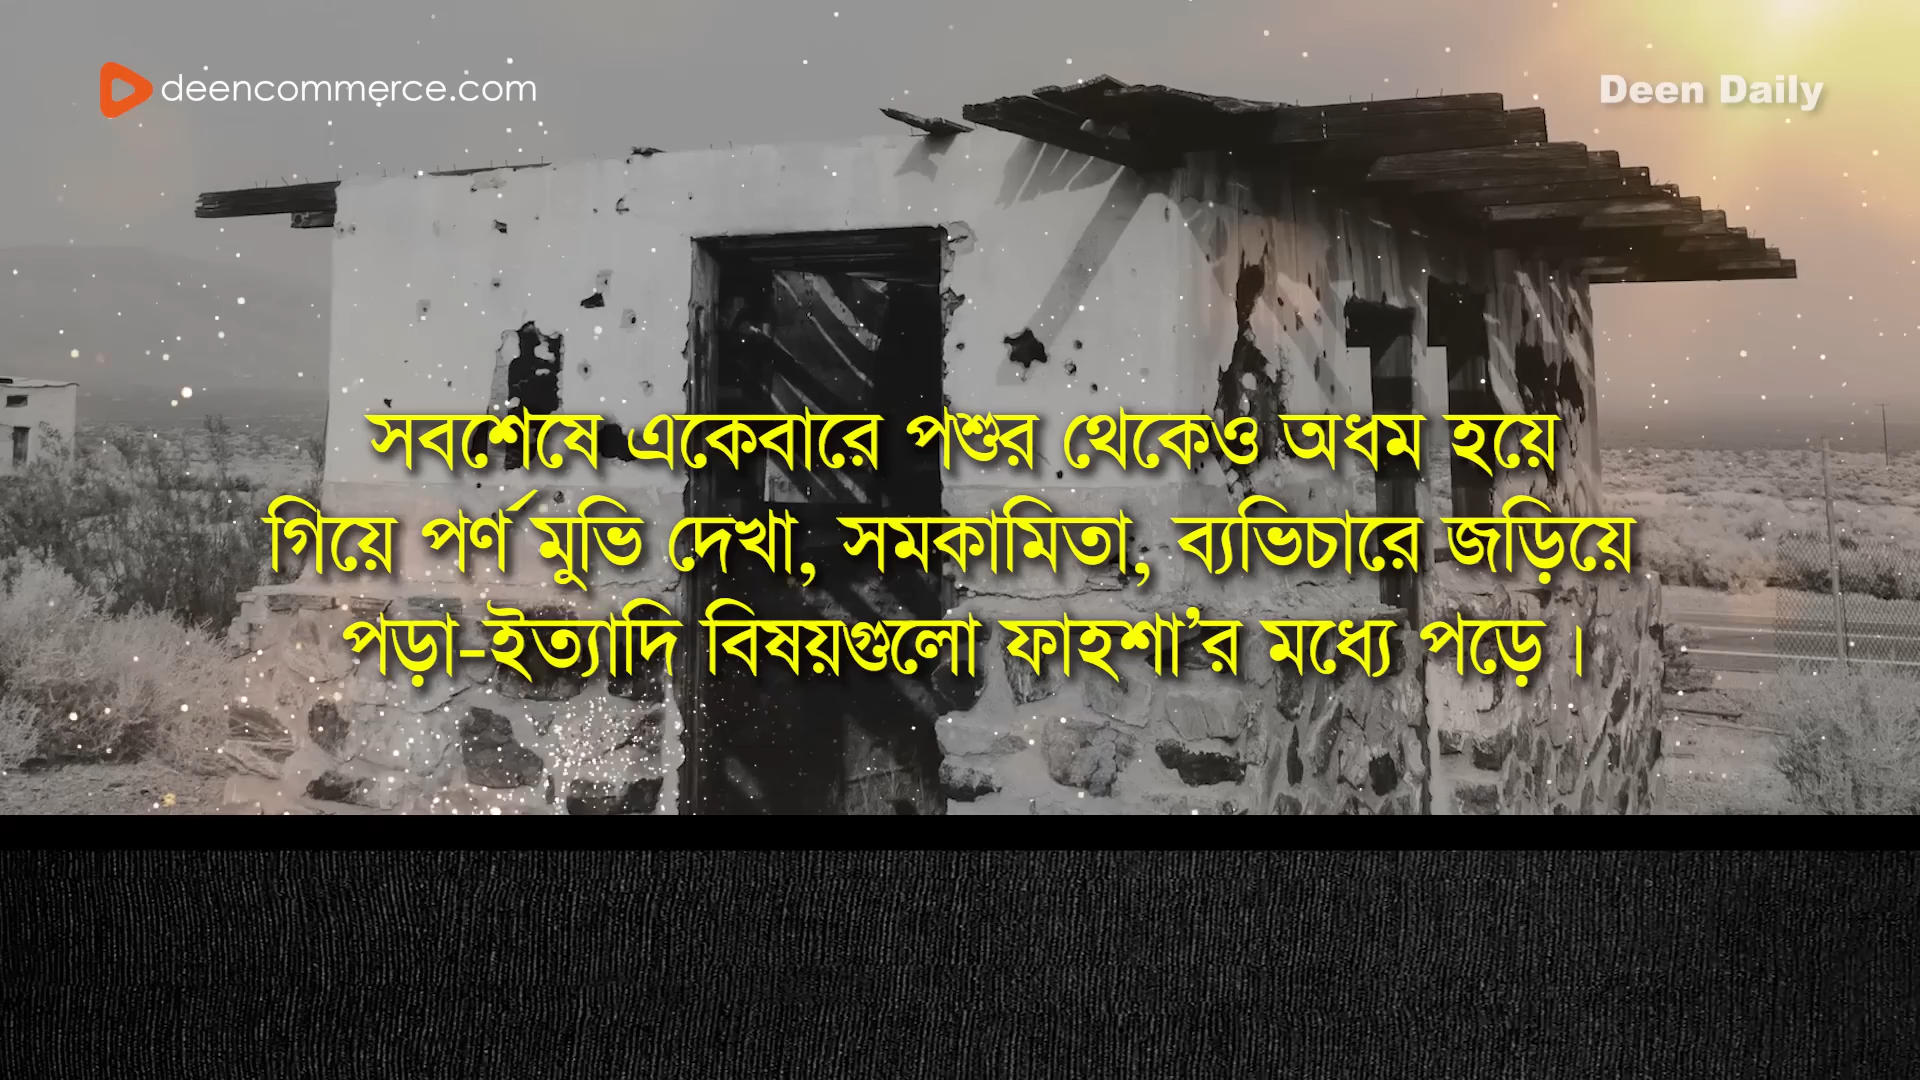 deencommerce.com
Deen Daily
সবশেষে একেবারে পশুর থেকেও অধম হয়ে
গিয়ে পর্ণ মুভি দেখা, সমকামিতা, ব্যভিচারে জড়িয়ে
পড়া-ইত্যাদি বিষয়গুলো ফাহশা’র মধ্যে পড়ে।